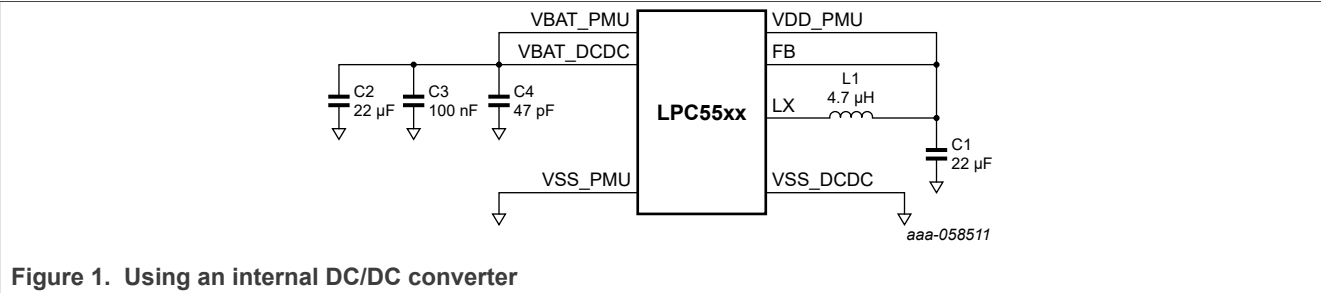 VBAT_PMU
VDD_PMU
VBAT_DCDC
FB
C2
22 µF
C3
100 nF
C4
47 pF
LPC55xx
L1
4.7 µH
LX
C1
22 µF
VSS_PMU
VSS_DCDC
aaa-058511
Figure 1. Using an internal DC/DC converter